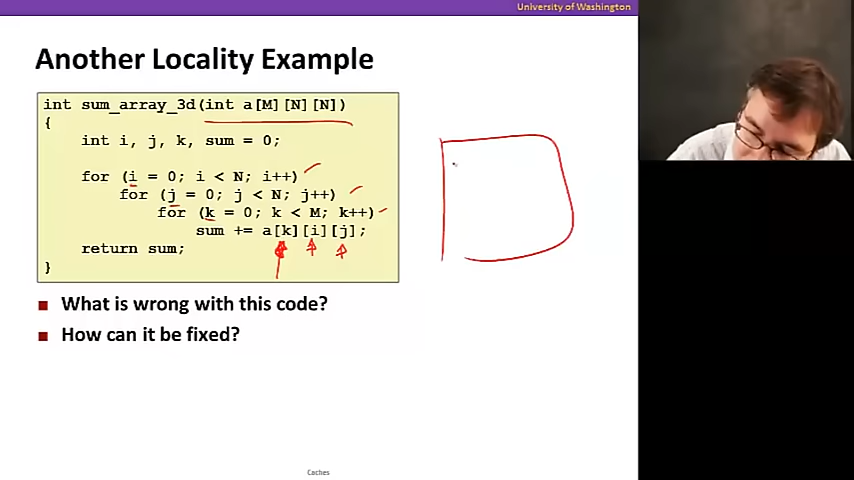 University of Washington
Another Locality Example
int sum_array_3d(int a[M][N][N])
{
int i, j, k, sum = 0;
for (i = 0; i < N; i++)
for (j = 0; j < N; j++)
for (k = 0; k < M; k++)
sum += a[k][i][j];
return sum;
}
What is wrong with this code?
How can it be fixed?
Caches